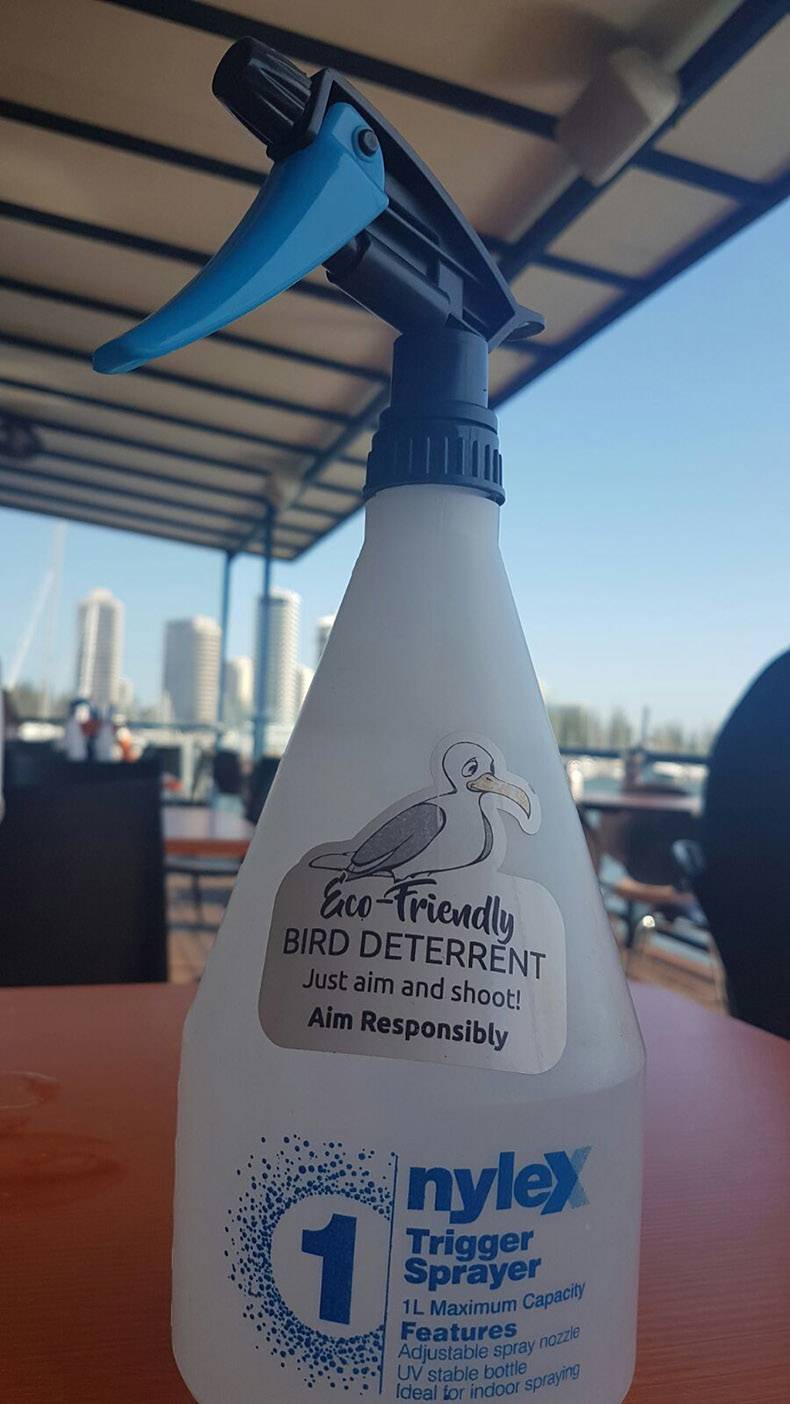 Eco-Friendly
BIRD DETERRENT
Just aim and shoot!
Aim Responsibly
1
nylex
Trigger
Sprayer
1L Maximum Capacity
Features
Adjustable spray nozzle
UV stable bottle
Ideal for indoor spraying